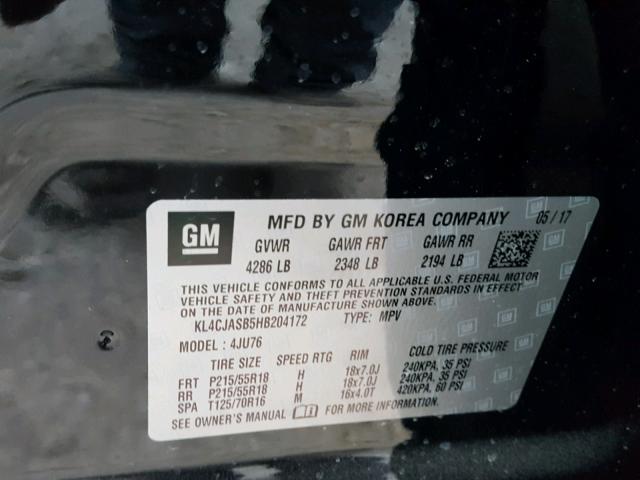 GM
MFD BY GM KOREA COMPANY 05/17
GVWR GAWR FRT GAWR RR
4286 LB 2348 LB 2194 LB
THIS VEHICLE CONFORMS TO ALL APPLICABLE U.S. FEDERAL MOTOR
VEHICLE SAFETY AND THEFT PREVENTION STANDARDS IN EFFECT
ON THE DATE OF MANUFACTURE SHOWN ABOVE.
KL4CJASB5HB204172 TYPE: MPV
MODEL : 4JU76
TIRE SIZE SPEED RTG RIM COLD TIRE PRESSURE
FRT P215/55R18 H 18x7.0J 240KPA, 35 PSI
RR P215/55R18 H 18x7.0J 240KPA, 35 PSI
SPA T125/70R16 M 16x4.0T 420KPA, 60 PSI
SEE OWNER'S MANUAL FOR MORE INFORMATION.